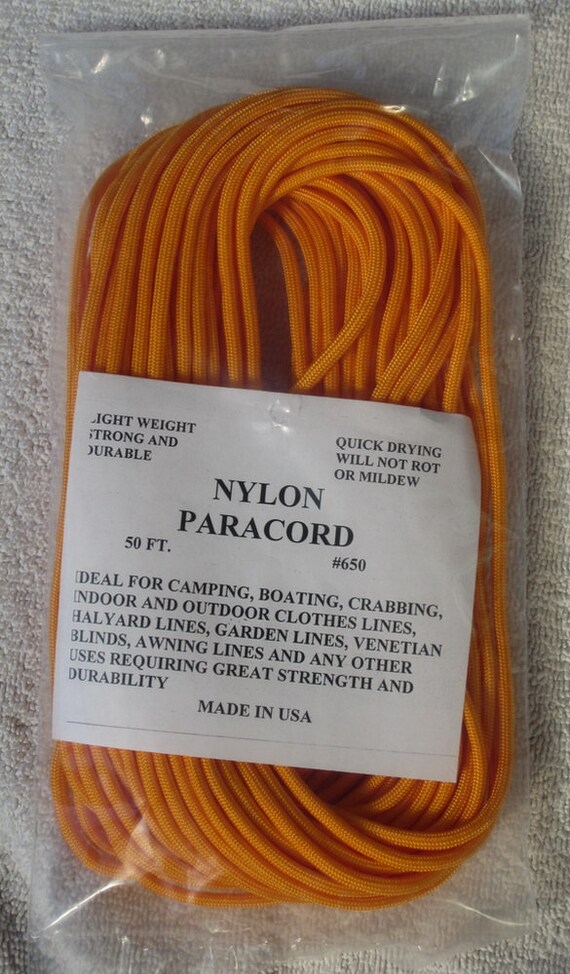 LIGHT WEIGHT
STRONG AND
DURABLE
QUICK DRYING
WILL NOT ROT
OR MILDEW
NYLON
PARACORD
50 FT.
#650
IDEAL FOR CAMPING, BOATING, CRABBING,
INDOOR AND OUTDOOR CLOTHES LINES,
HALYARD LINES, GARDEN LINES, VENETIAN
BLINDS, AWNING LINES AND ANY OTHER
USES REQUIRING GREAT STRENGTH AND
DURABILITY
MADE IN USA